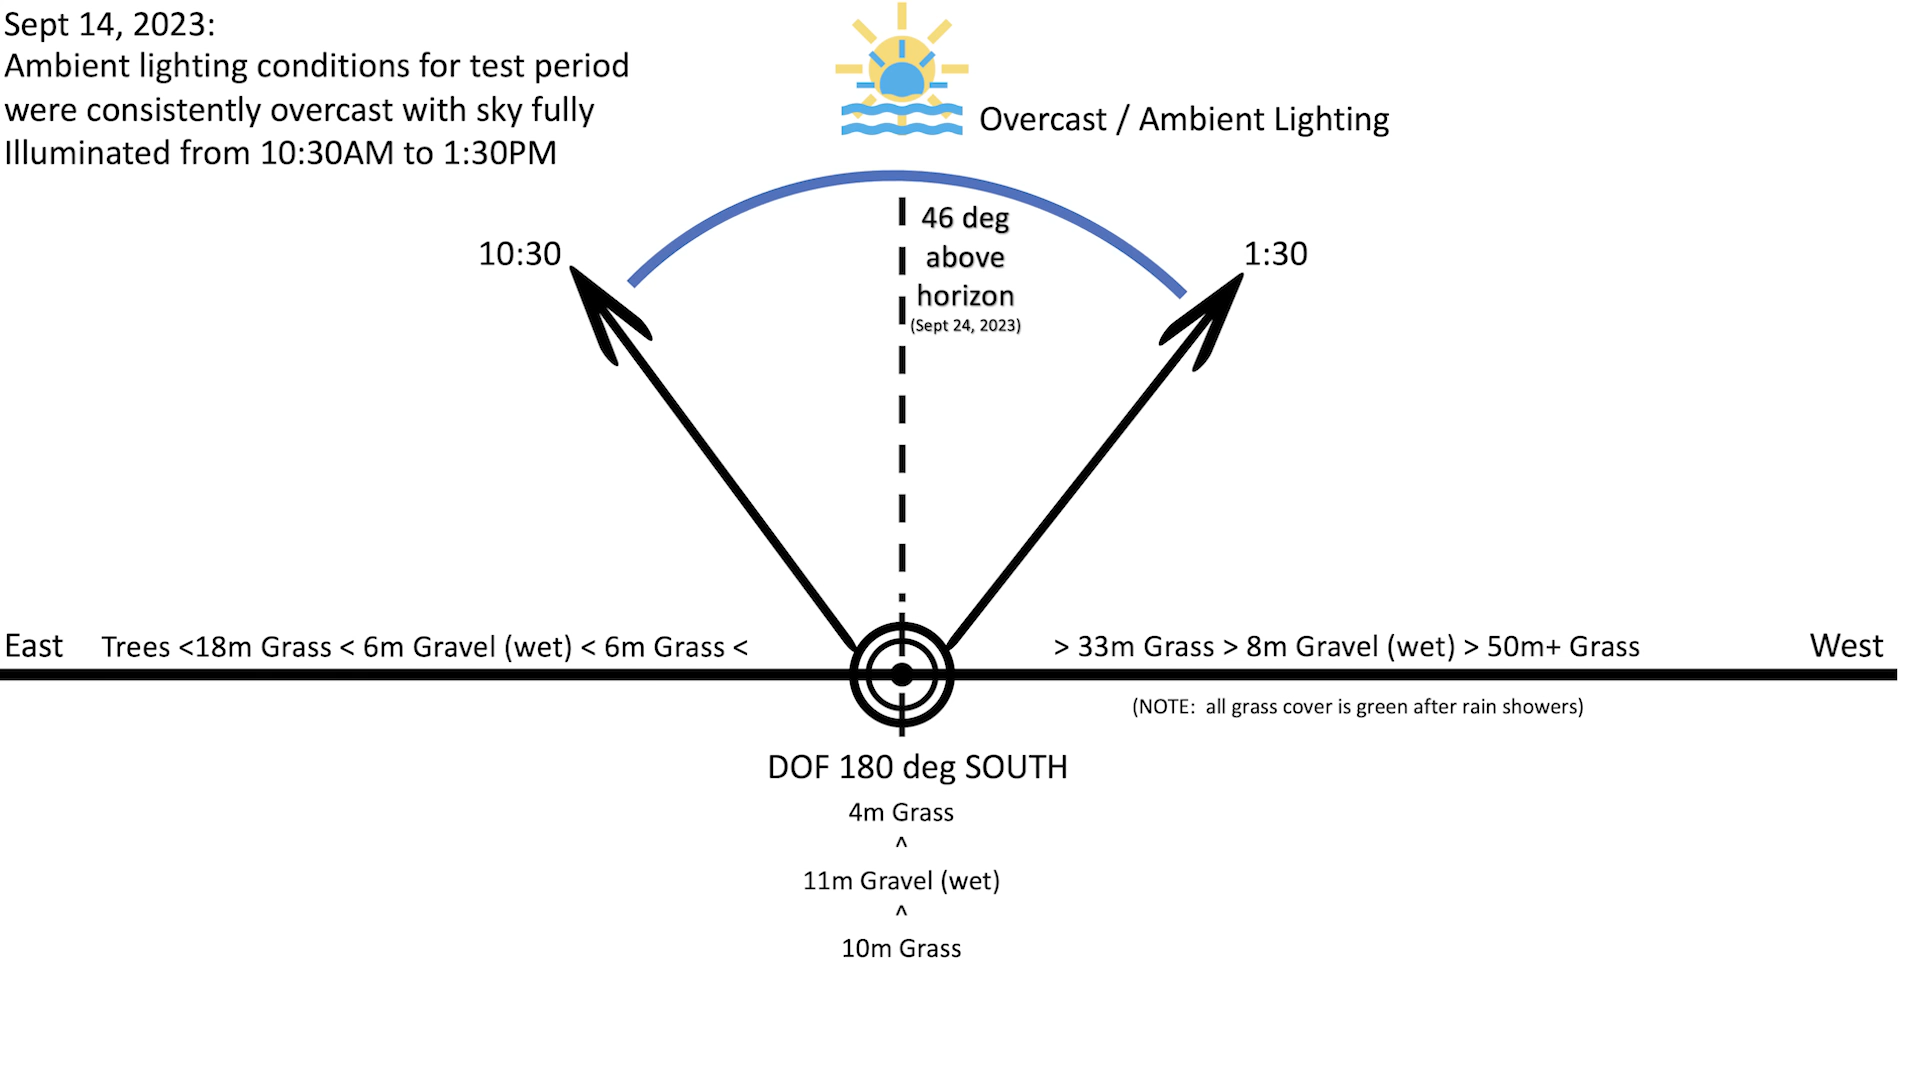 Sept 14, 2023:
Ambient lighting conditions for test period
were consistently overcast with sky fully
Illuminated from 10:30AM to 1:30PM
Overcast / Ambient Lighting
46 deg
above
horizon
(Sept 24, 2023)
10:30
1:30
East
Trees <18m Grass < 6m Gravel (wet) < 6m Grass <
> 33m Grass > 8m Gravel (wet) > 50m+ Grass
West
(NOTE:  all grass cover is green after rain showers)
DOF 180 deg SOUTH
4m Grass
^
11m Gravel (wet)
^
10m Grass